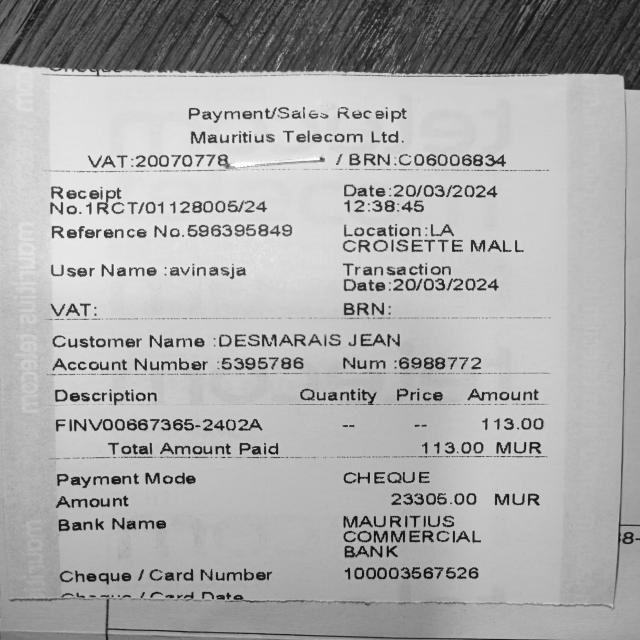 Payment/Sales Receipt
Mauritius Telecom Ltd.
VAT:20070778 / BRN:C06006834
Receipt No.1RCT/01128005/24
Date:20/03/2024 12:38:45
Reference No.596395849
Location:LA CROISETTE MALL
User Name :avinasja
Transaction Date:20/03/2024
VAT:
BRN:
Customer Name :DESMARAIS JEAN
Account Number :5395786 Num :6988772
Description Quantity Price Amount
FINV00667365-2402A -- -- 113.00
Total Amount Paid 113.00 MUR
Payment Mode CHEQUE
Amount 23305.00 MUR
Bank Name MAURITIUS COMMERCIAL BANK
Cheque / Card Number 100003567526
Cheque / Card Date